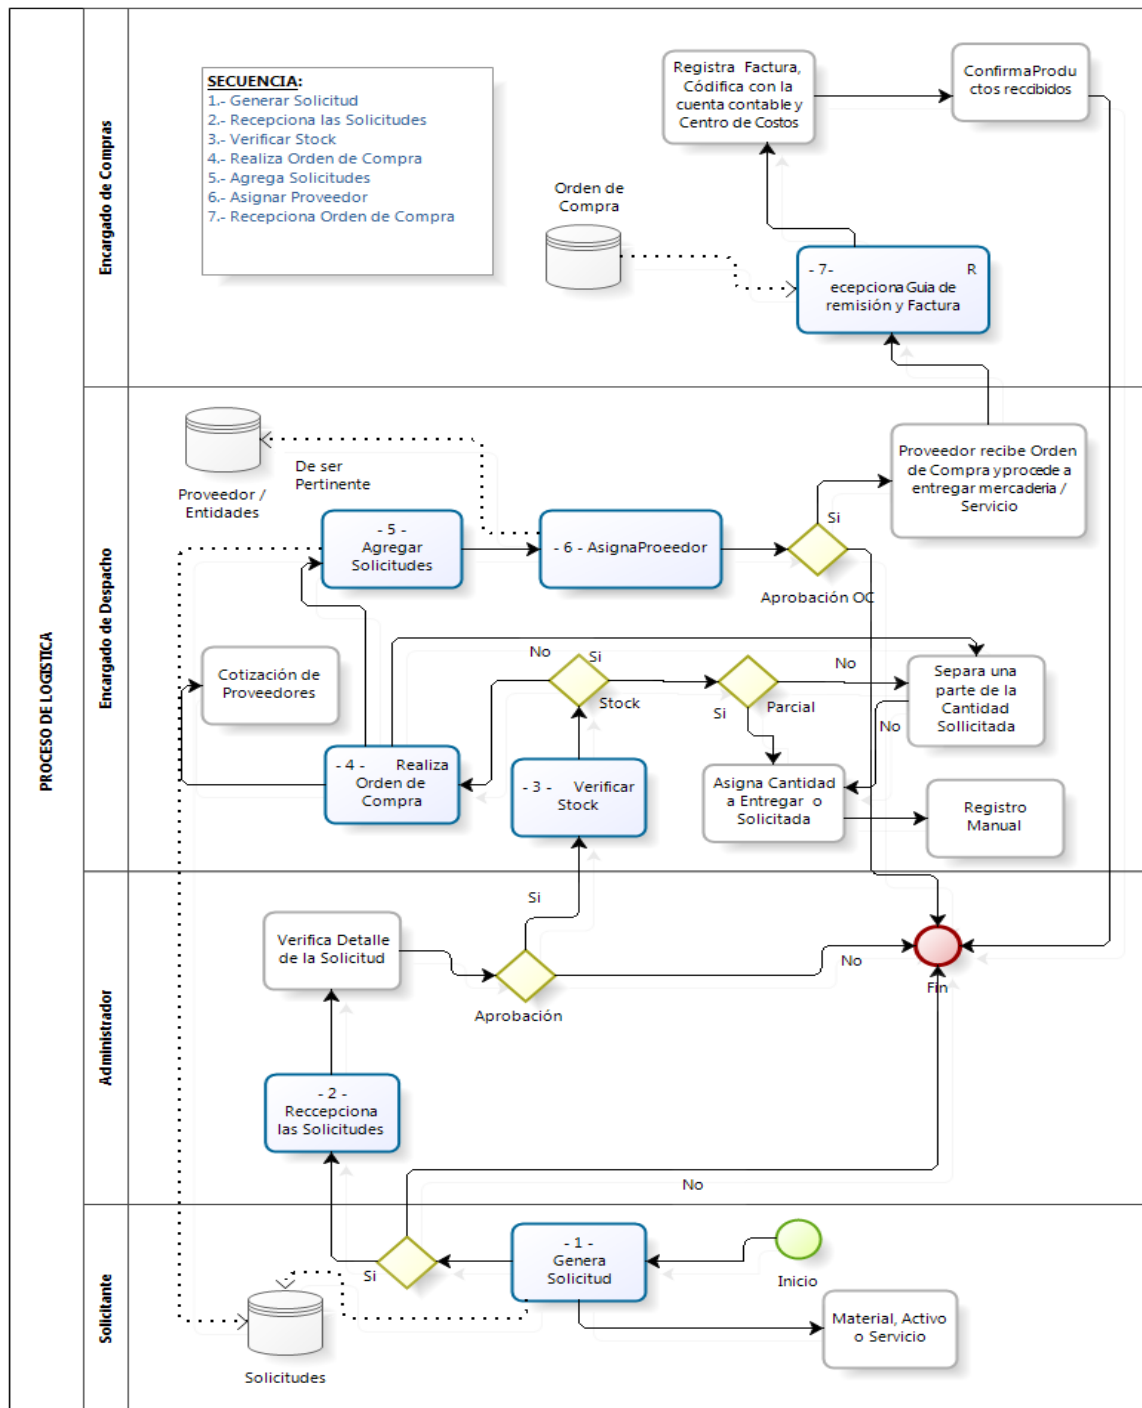 PROCESO DE LOGISTICA
Encargado de Compras
SECUENCIA:
1.- Generar Solicitud
2.- Recepciona las Solicitudes
3.- Verificar Stock
4.- Realiza Orden de Compra
5.- Agrega Solicitudes
6.- Asignar Proveedor
7.- Recepciona Orden de Compra
Registra Factura,
Códifica con la
cuenta contable y
Centro de Costos
ConfirmaProdu
ctos reccibidos
Orden de
Compra
- 7- R
ecepcionaGuia de
remisión y Factura
Encargado de Despacho
Proveedor /
Entidades
De ser
Pertinente
- 5 -
Agregar
Solicitudes
- 6 - AsignaProeedor
Si
Aprobación OC
Proveedor recibe Orden
de Compra yprocede a
entregar mercaderia /
Servicio
Cotización de
Proveedores
No
Si
Stock
Si
Parcial
No
Separa una
parte de la
Cantidad
Sollicitada
No
- 4 - Realiza
Orden de
Compra
- 3 - Verificar
Stock
Asigna Cantidad
a Entregar o
Solicitada
Registro
Manual
Administrador
Si
Verifica Detalle
de la Solicitud
Aprobación
No
Fin
- 2 -
Reccepciona
las Solicitudes
No
Solicitante
Si
- 1 -
Genera
Solicitud
Inicio
Material, Activo
o Servicio
Solicitudes